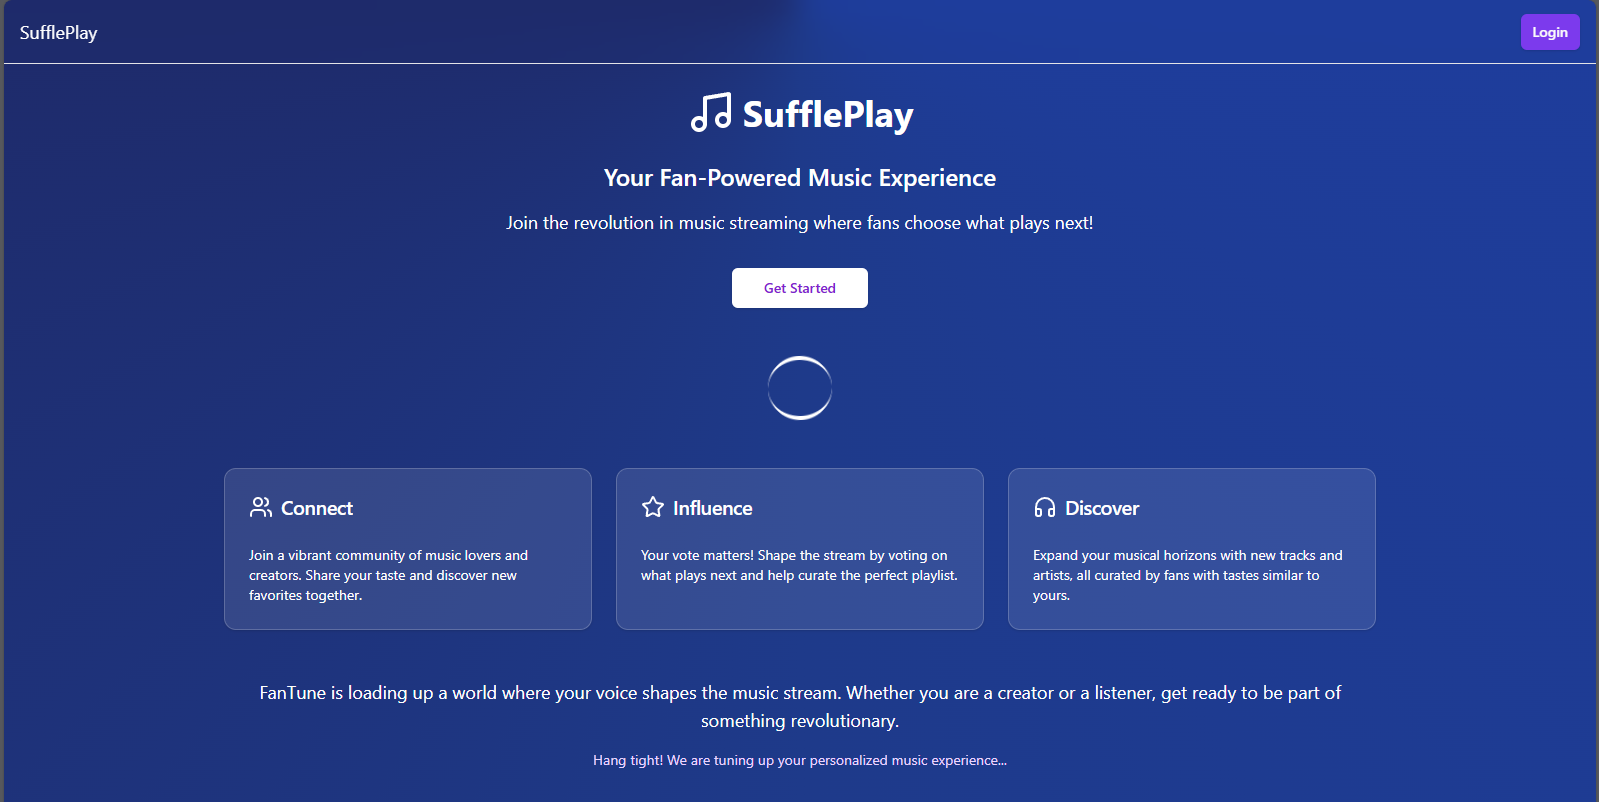 SufflePlay
Login
SufflePlay
Your Fan-Powered Music Experience
Join the revolution in music streaming where fans choose what plays next!
Get Started
Connect
Join a vibrant community of music lovers and
creators. Share your taste and discover new
favorites together.
Influence
Your vote matters! Shape the stream by voting on
what plays next and help curate the perfect playlist.
Discover
Expand your musical horizons with new tracks and
artists, all curated by fans with tastes similar to
yours.
FanTune is loading up a world where your voice shapes the music stream. Whether you are a creator or a listener, get ready to be part of
something revolutionary.
Hang tight! We are tuning up your personalized music experience...